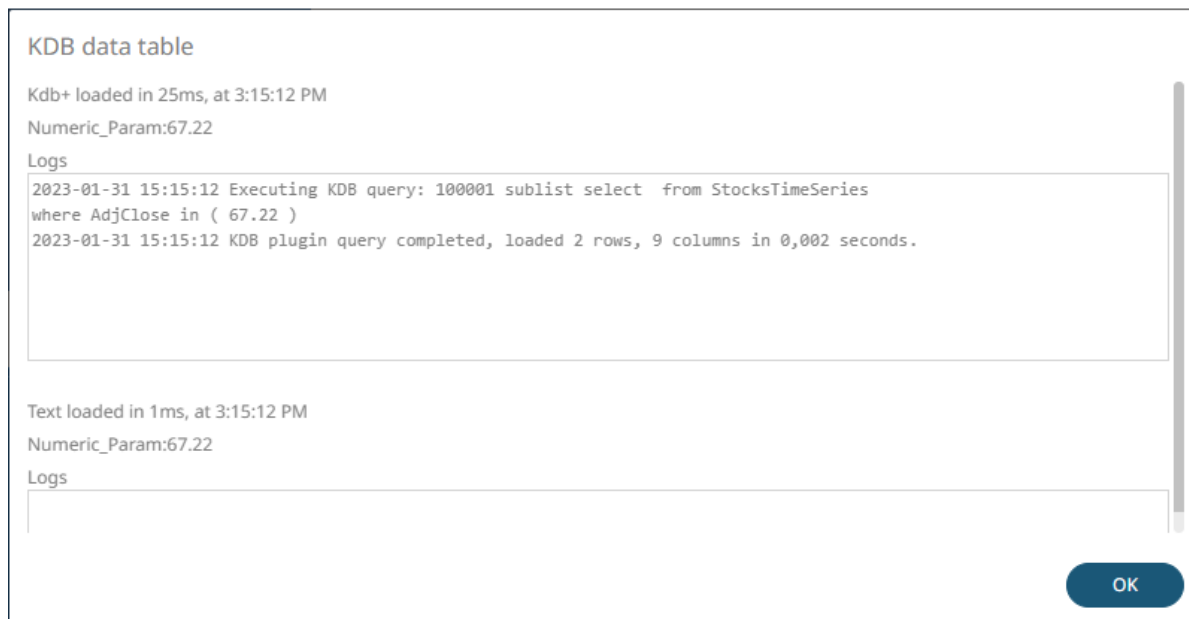 KDB data table
Kdb+ loaded in 25ms, at 3:15:12 PM
Numeric_Param:67.22
Logs
2023-01-31 15:15:12 Executing KDB query: 100001 sublist select  from StocksTimeSeries
where AdjClose in ( 67.22 )
2023-01-31 15:15:12 KDB plugin query completed, loaded 2 rows, 9 columns in 0,002 seconds.
Text loaded in 1ms, at 3:15:12 PM
Numeric_Param:67.22
Logs
OK